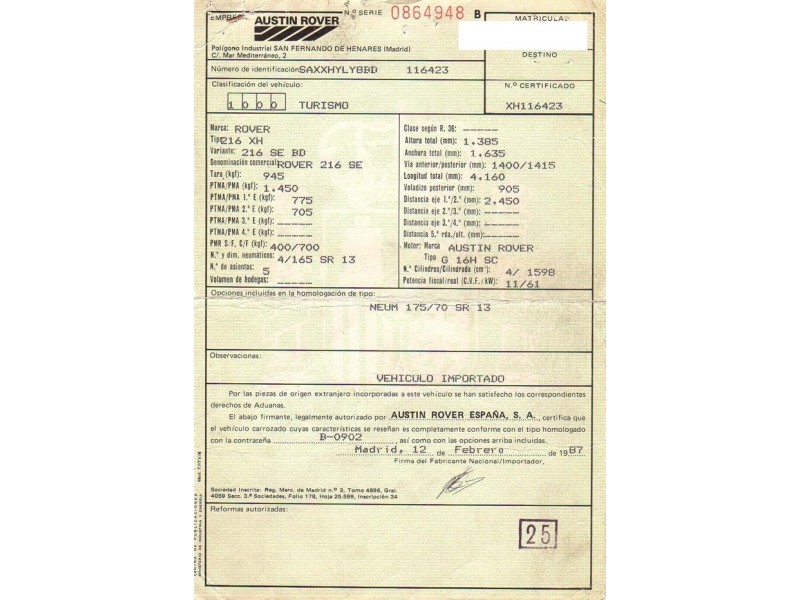 EMPRESA AUSTIN ROVER Nº SERIE 0864948 B MATRICULA
Polígono Industrial SAN FERNANDO DE HENARES (Madrid)
C/. Mar Mediterráneo, 2
DESTINO
Número de identificación SAXXHYLY8BD 116423
Clasificación del vehículo:
N.º CERTIFICADO
1000 TURISMO
XH116423
Marca: ROVER
Tipo 216 XH
Variante: 216 SE BD
Denominación comercial ROVER 216 SE
Tara (kgf): 945
PTMA/PMA (kgf): 1.450
PTMA/PMA 1.º E (kgf): 775
PTMA/PMA 2.º E (kgf): 705
PTMA/PMA 3.º E (kgf): -----
PTMA/PMA 4.º E (kgf): -----
PMR S/F, C/F (kgf): 400/700
N.º y dim. neumáticos: 4/165 SR 13
N.º de asientos: 5
Volumen de bodegas: -----
Clase según R. 36: -----
Altura total (mm): 1.385
Anchura total (mm): 1.635
Via anterior/posterior (mm): 1400/1415
Longitud total (mm): 4.160
Voladizo posterior (mm): 905
Distancia eje 1.º/2.º (mm): 2.450
Distancia eje 2.º/3.º (mm): -----
Distancia eje 3.º/4.º (mm): -----
Distancia 5.ª rda./ult. (mm): -----
Motor: Marca AUSTIN ROVER
Tipo G 16H SC
N.º Cilindros/Cilindrada (cm³) 4/ 1598
Potencia fiscal/real (C.V.F./kW) 11/61
Opciones incluidas en la homologación de tipo:
NEUM 175/70 SR 13
Observaciones:
VEHICULO IMPORTADO
Por las piezas de origen extranjero incorporadas a este vehículo se han satisfecho los correspondientes
derechos de Aduanas.
El abajo firmante, legalmente autorizado por AUSTIN ROVER ESPAÑA, S. A., certifica que
el vehículo carrozado cuyas características se reseñan es completamente conforme con el tipo homologado
con la contraseña B-0902, así como con las opciones arriba incluidas.
Madrid, 12 de Febrero de 1987
Firma del Fabricante Nacional/Importador,
Sociedad Inscrita: Reg. Merc. de Madrid n.º 3, Tomo 4896, Gral.
4059 Secc. 3.ª Sociedades, Folio 178, Hoja 25.599, Inscripción 34
Reformas autorizadas:
25
CENTRO DE PUBLICACIONES
MINISTERIO DE INDUSTRIA Y ENERGIA